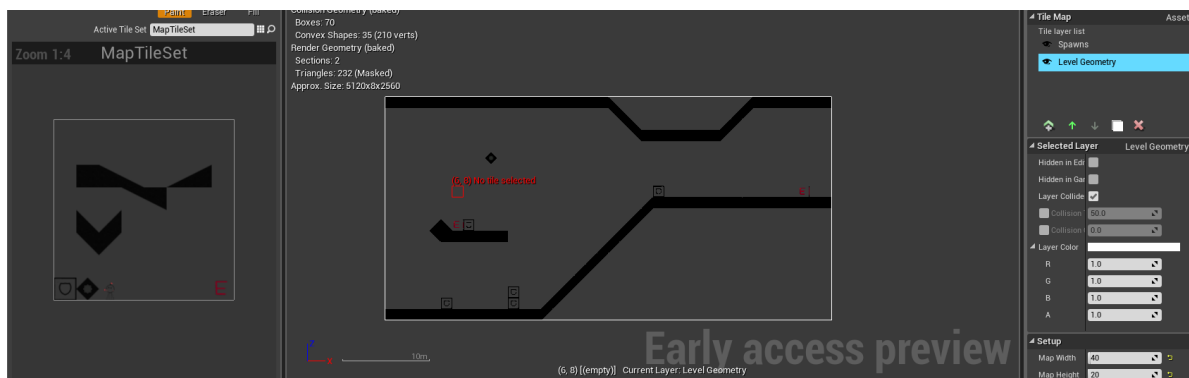 Paint Eraser Fill
Active Tile Set MapTileSet
Zoom 1:4 MapTileSet
E
Collision Geometry (baked)
Boxes: 70
Convex Shapes: 35 (210 verts)
Render Geometry (baked)
Sections: 2
Triangles: 232 (Masked)
Approx. Size: 5120x8x2560
(6, 8) No tile selected
E
E
Z
X
10m
Early access preview
(6, 8) [(empty)] Current Layer: Level Geometry
Tile Map Asset
Tile layer list
Spawns
Level Geometry
Selected Layer Level Geometry
Hidden in Edi
Hidden in Gar
Layer Collide
Collision 50.0
Collision 0.0
Layer Color
R 1.0
G 1.0
B 1.0
A 1.0
Setup
Map Width 40
Map Height 20